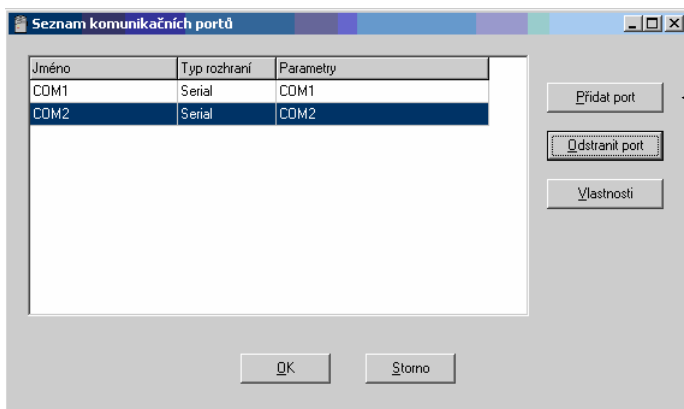 Seznam komunikačních portů
Jméno Typ rozhraní Parametry
COM1 Serial COM1
COM2 Serial COM2
Přidat port
Odstranit port
Vlastnosti
OK Storno